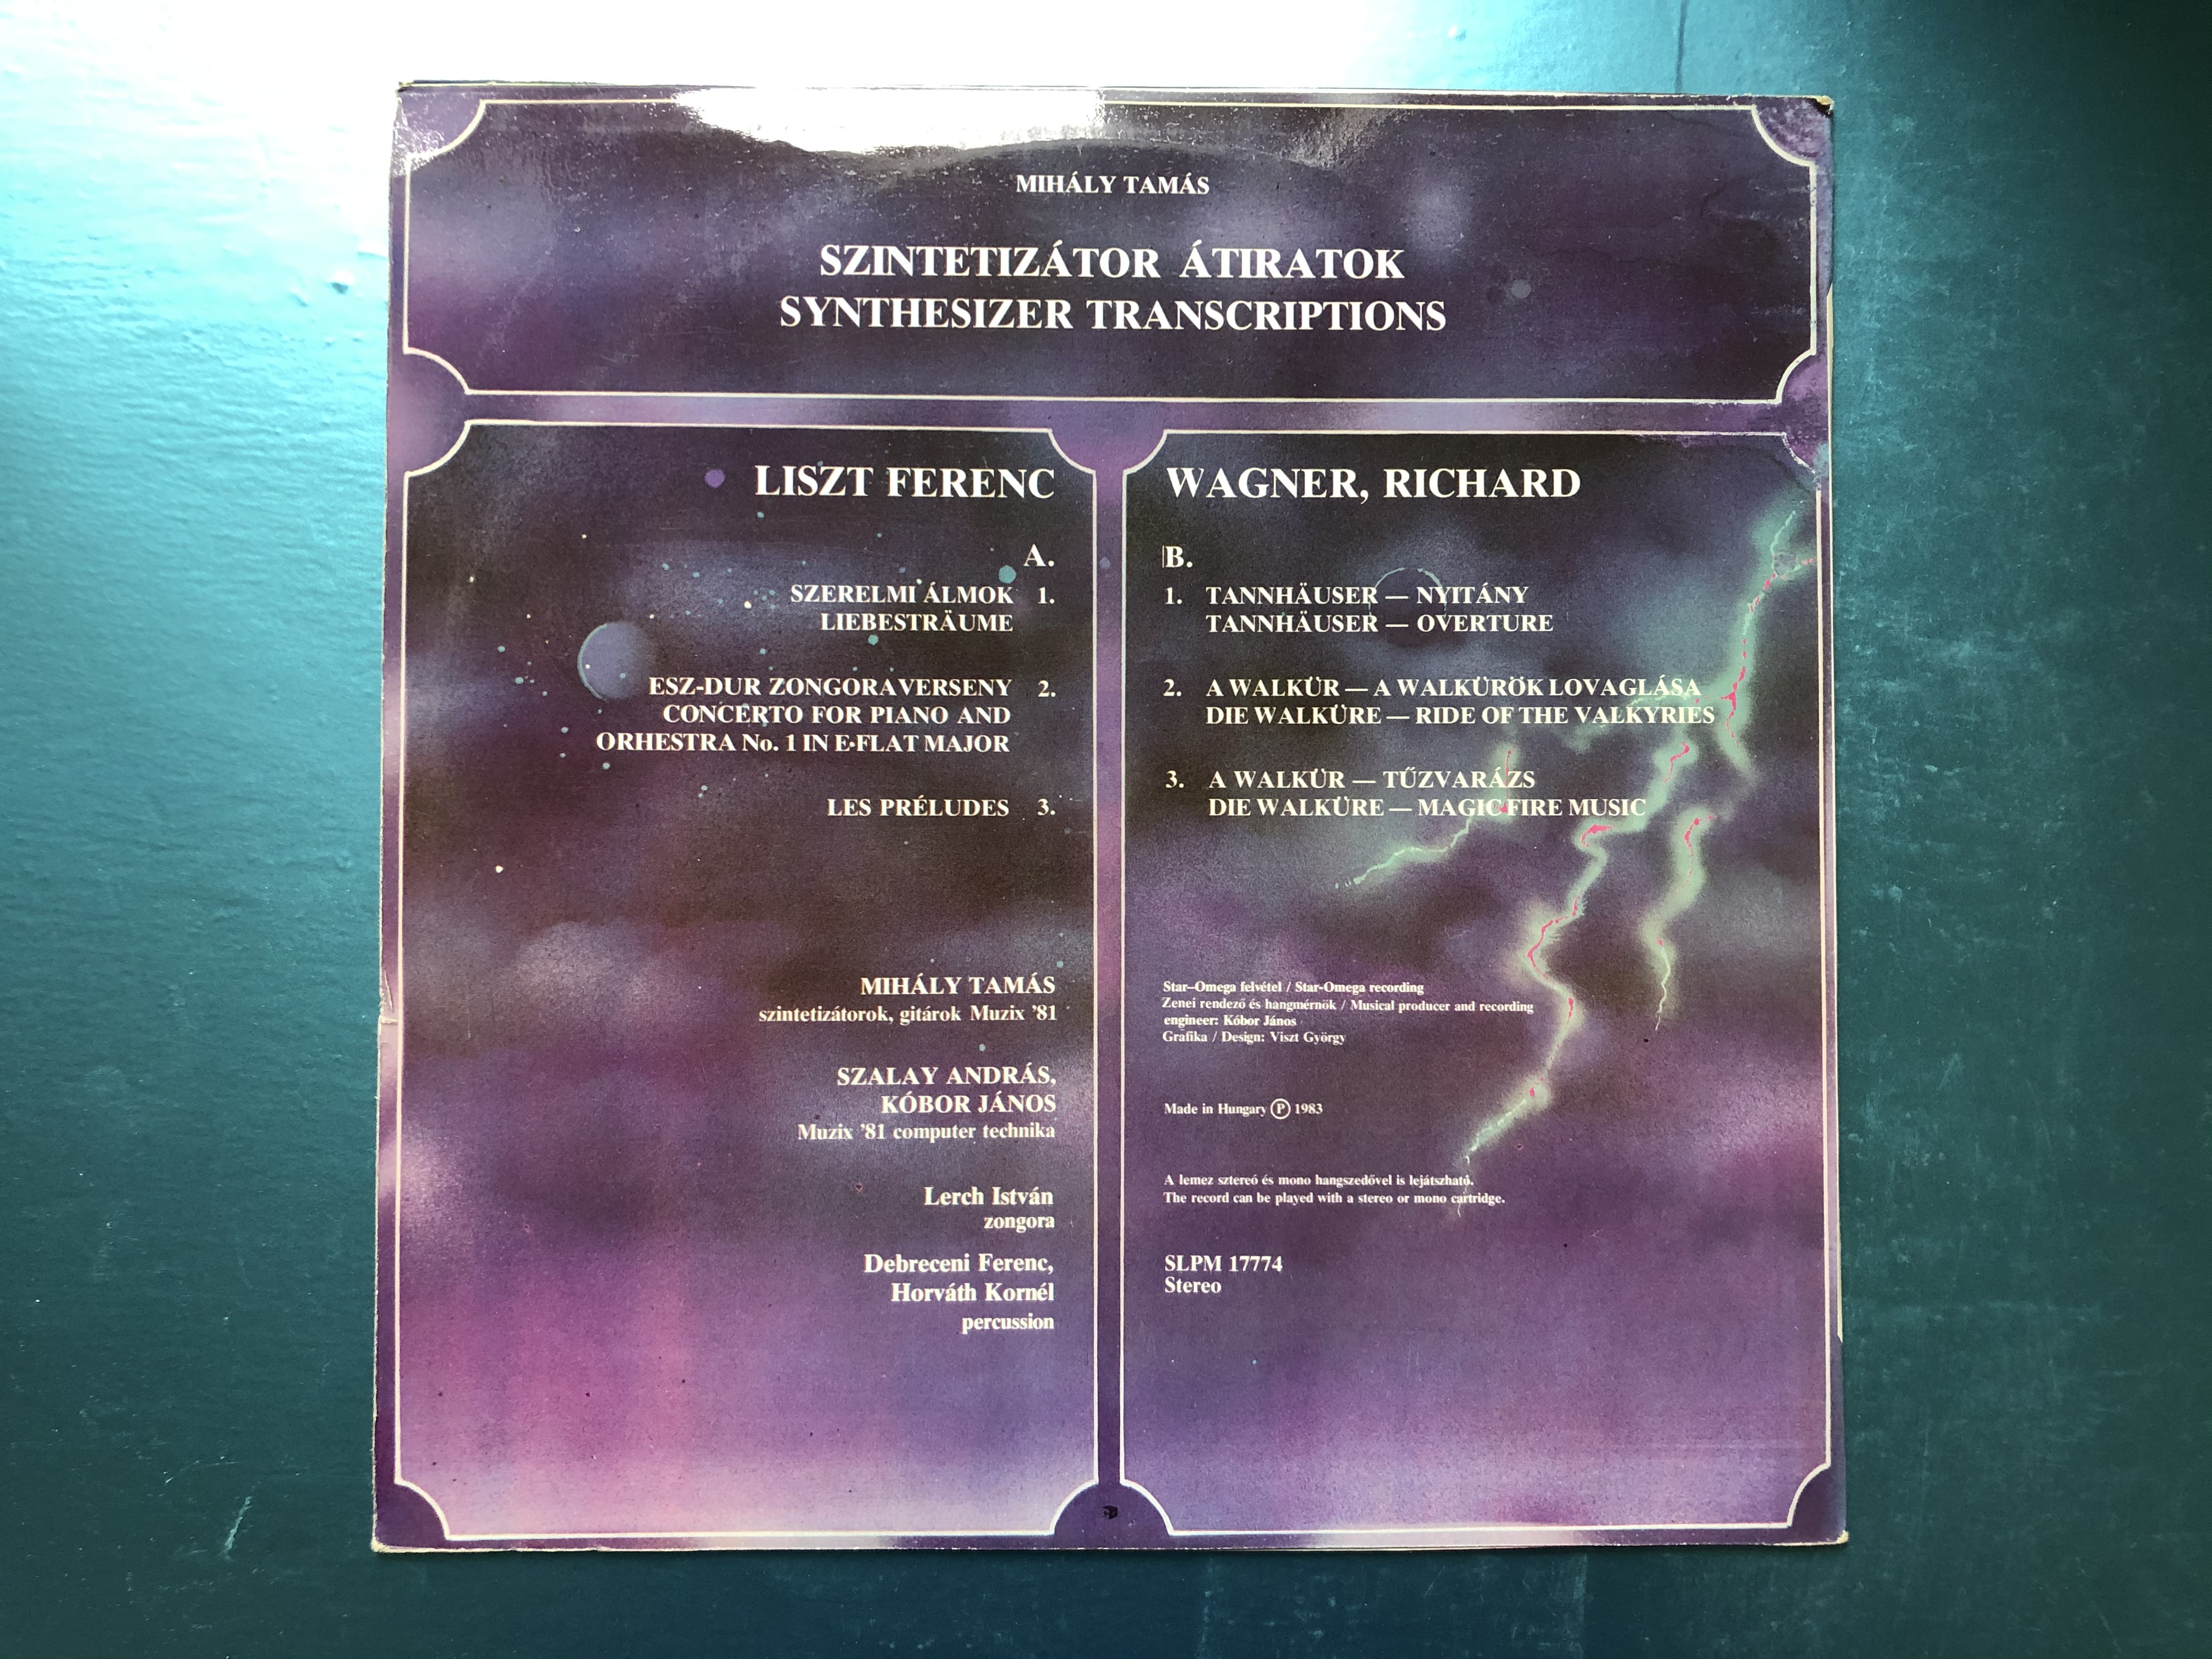 MIHÁLY TAMÁS
SZINTETIZÁTOR ÁTIRATOK
SYNTHESIZER TRANSCRIPTIONS
LISZT FERENC
A.
SZERELMI ÁLMOK 1.
LIEBESTRÄUME
ESZ-DUR ZONGORAVERSENY 2.
CONCERTO FOR PIANO AND
ORHESTRA No. 1 IN E-FLAT MAJOR
LES PRÉLUDES 3.
MIHÁLY TAMÁS
szintetizátorok, gitárok Muzix '81
SZALAY ANDRÁS,
KÓBOR JÁNOS
Muzix '81 computer technika
Lerch István
zongora
Debreceni Ferenc,
Horváth Kornél
percussion
WAGNER, RICHARD
B.
1. TANNHÄUSER — NYITÁNY
TANNHÄUSER — OVERTURE
2. A WALKÜR — A WALKÜRÖK LOVAGLÁSA
DIE WALKÜRE — RIDE OF THE VALKYRIES
3. A WALKÜR — TŰZVARÁZS
DIE WALKÜRE — MAGIC FIRE MUSIC
Star–Omega felvétel / Star-Omega recording
Zenei rendező és hangmérnök / Musical producer and recording
engineer: Kóbor János
Grafika / Design: Viszt György
Made in Hungary Ⓟ 1983
A lemez sztereó és mono hangszedővel is lejátszható.
The record can be played with a stereo or mono cartridge.
SLPM 17774
Stereo